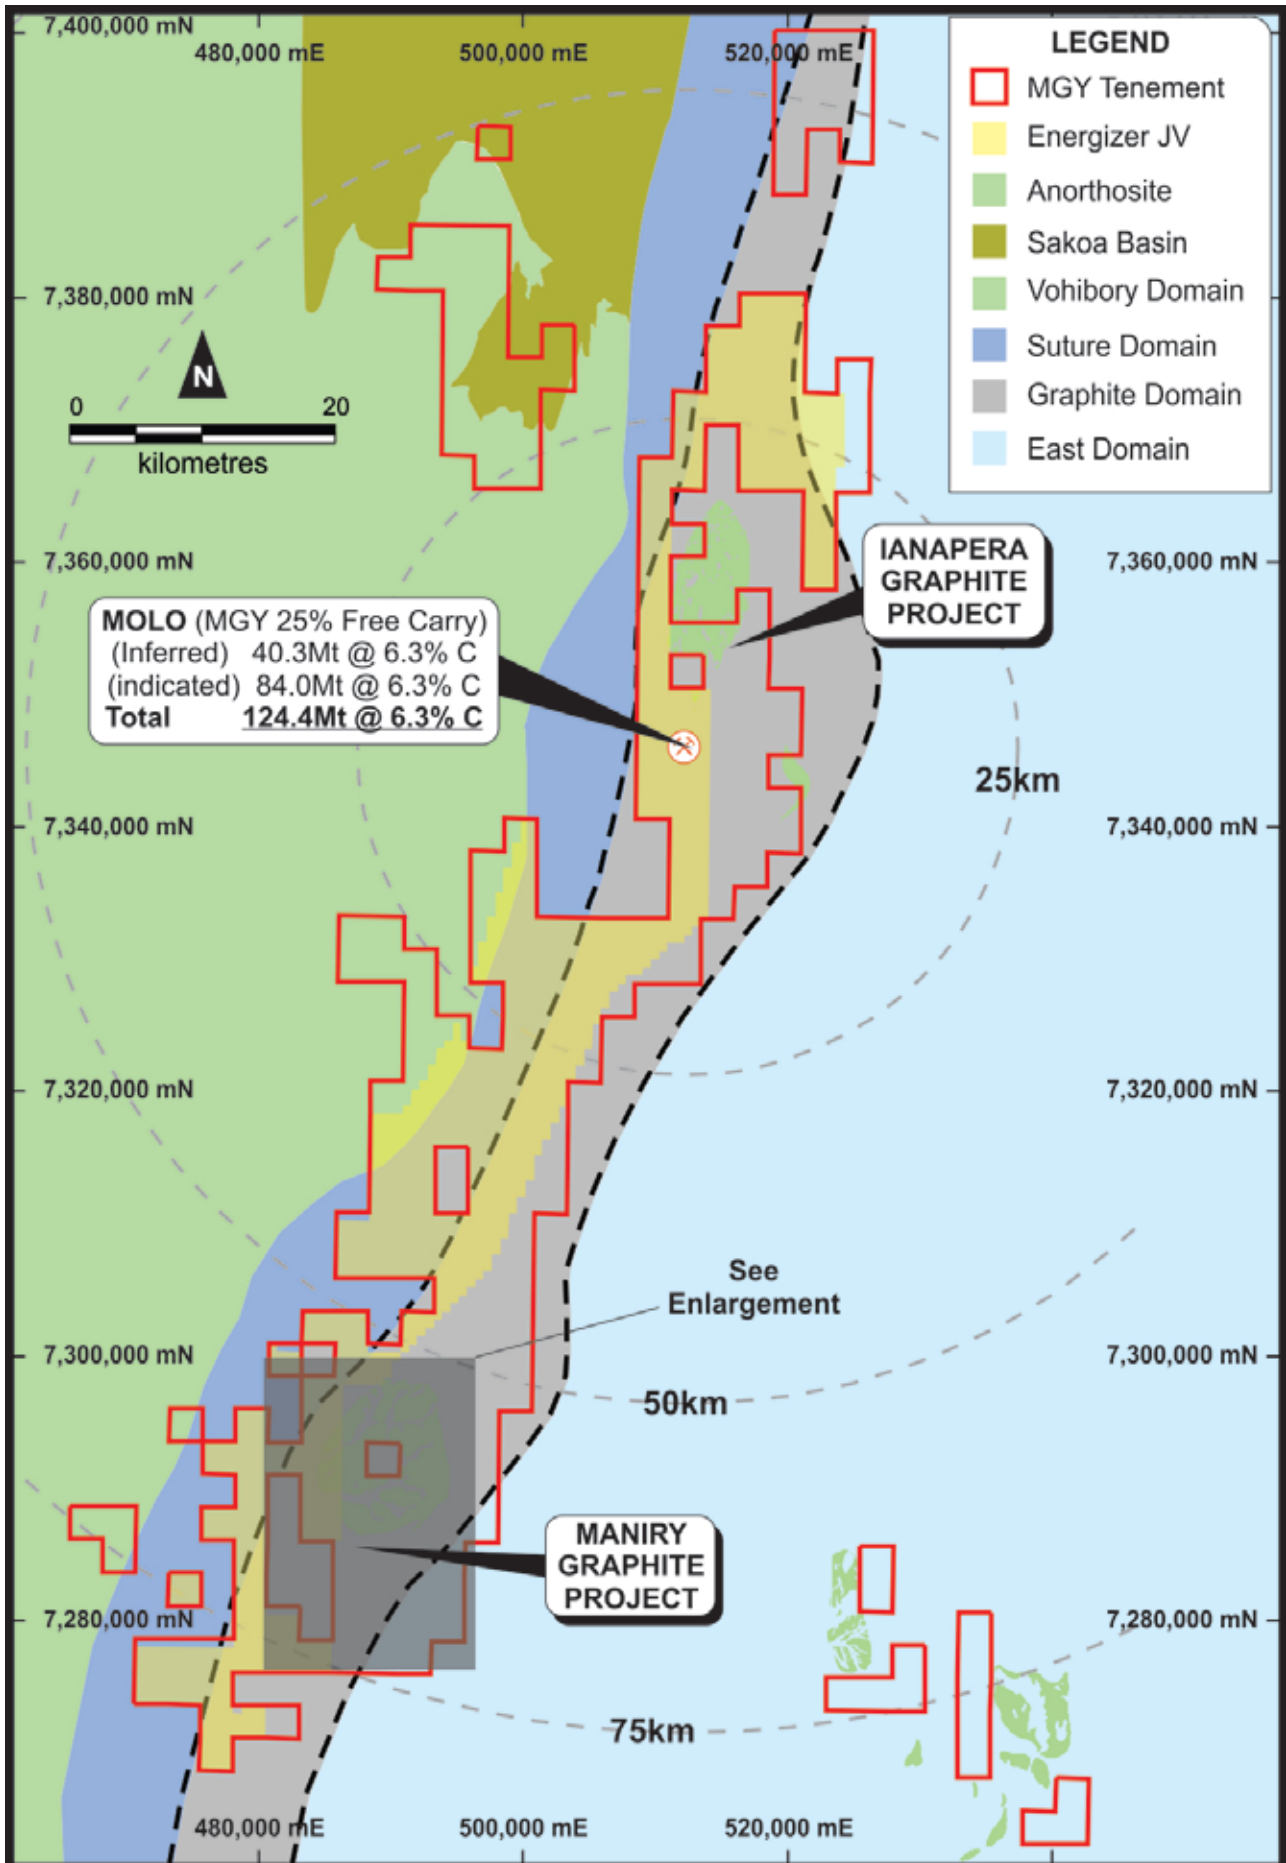 7,400,000 mN
480,000 mE
500,000 mE
520,000 mE
LEGEND
MGY Tenement
Energizer JV
Anorthosite
Sakoa Basin
Vohibory Domain
Suture Domain
Graphite Domain
East Domain
7,380,000 mN
N
0 20
kilometres
7,360,000 mN
IANAPERA
GRAPHITE
PROJECT
7,360,000 mN
MOLO (MGY 25% Free Carry)
(Inferred) 40.3Mt @ 6.3% C
(indicated) 84.0Mt @ 6.3% C
Total 124.4Mt @ 6.3% C
25km
7,340,000 mN
7,340,000 mN
7,320,000 mN
7,320,000 mN
See
Enlargement
7,300,000 mN
7,300,000 mN
50km
MANIRY
GRAPHITE
PROJECT
7,280,000 mN
7,280,000 mN
75km
480,000 mE
500,000 mE
520,000 mE